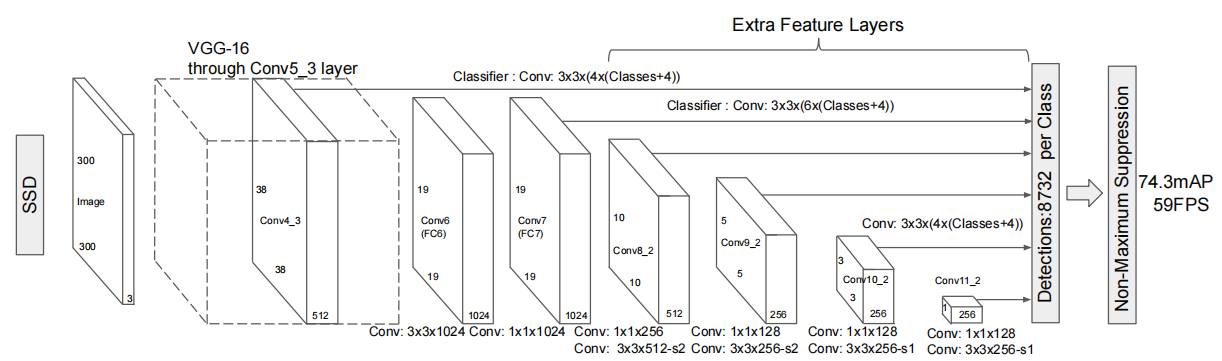 Extra Feature Layers
VGG-16
through Conv5_3 layer
Classifier : Conv: 3x3x(4x(Classes+4))
Classifier : Conv: 3x3x(6x(Classes+4))
SSD
300
Image
300
3
38
Conv4_3
38
512
19
Conv6
(FC6)
19
1024
19
Conv7
(FC7)
19
1024
10
Conv8_2
10
512
5
Conv9_2
5
256
Conv: 3x3x(4x(Classes+4))
3
Conv10_2
3
256
Conv11_2
1
256
Conv: 3x3x1024
Conv: 1x1x1024
Conv: 1x1x256
Conv: 3x3x512-s2
Conv: 1x1x128
Conv: 3x3x256-s2
Conv: 1x1x128
Conv: 3x3x256-s1
Conv: 1x1x128
Conv: 3x3x256-s1
Detections:8732 per Class
Non-Maximum Suppression
74.3mAP
59FPS